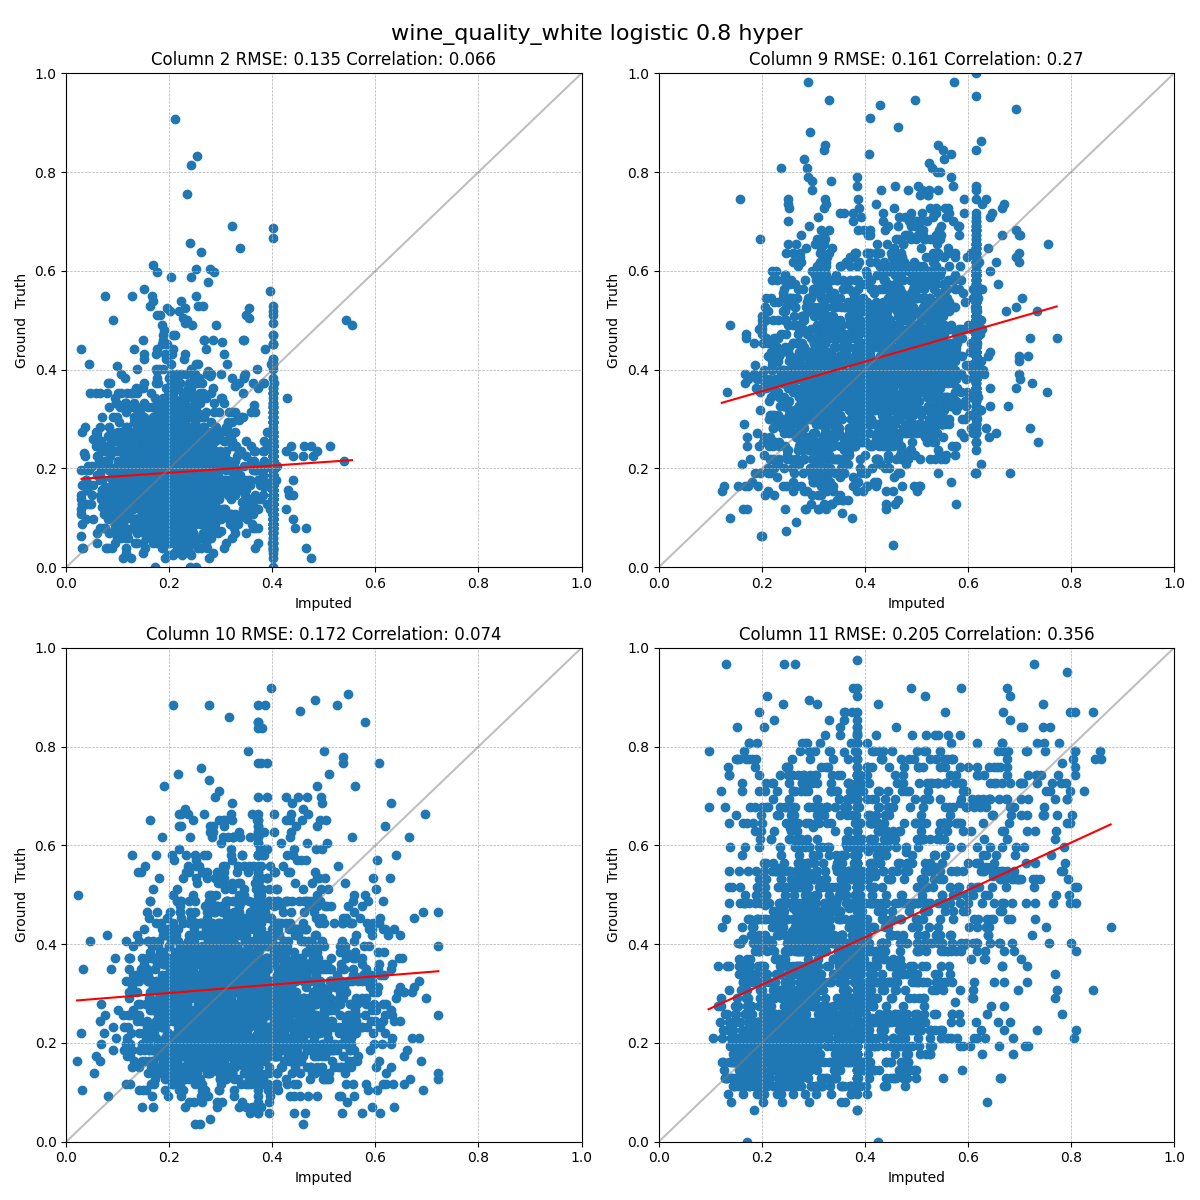 wine_quality_white logistic 0.8 hyper
Column 2 RMSE: 0.135 Correlation: 0.066
1.0
0.8
0.6
0.4
0.2
0.0
Ground Truth
0.0 0.2 0.4 0.6 0.8 1.0
Imputed
Column 9 RMSE: 0.161 Correlation: 0.27
1.0
0.8
0.6
0.4
0.2
0.0
Ground Truth
0.0 0.2 0.4 0.6 0.8 1.0
Imputed
Column 10 RMSE: 0.172 Correlation: 0.074
1.0
0.8
0.6
0.4
0.2
0.0
Ground Truth
0.0 0.2 0.4 0.6 0.8 1.0
Imputed
Column 11 RMSE: 0.205 Correlation: 0.356
1.0
0.8
0.6
0.4
0.2
0.0
Ground Truth
0.0 0.2 0.4 0.6 0.8 1.0
Imputed